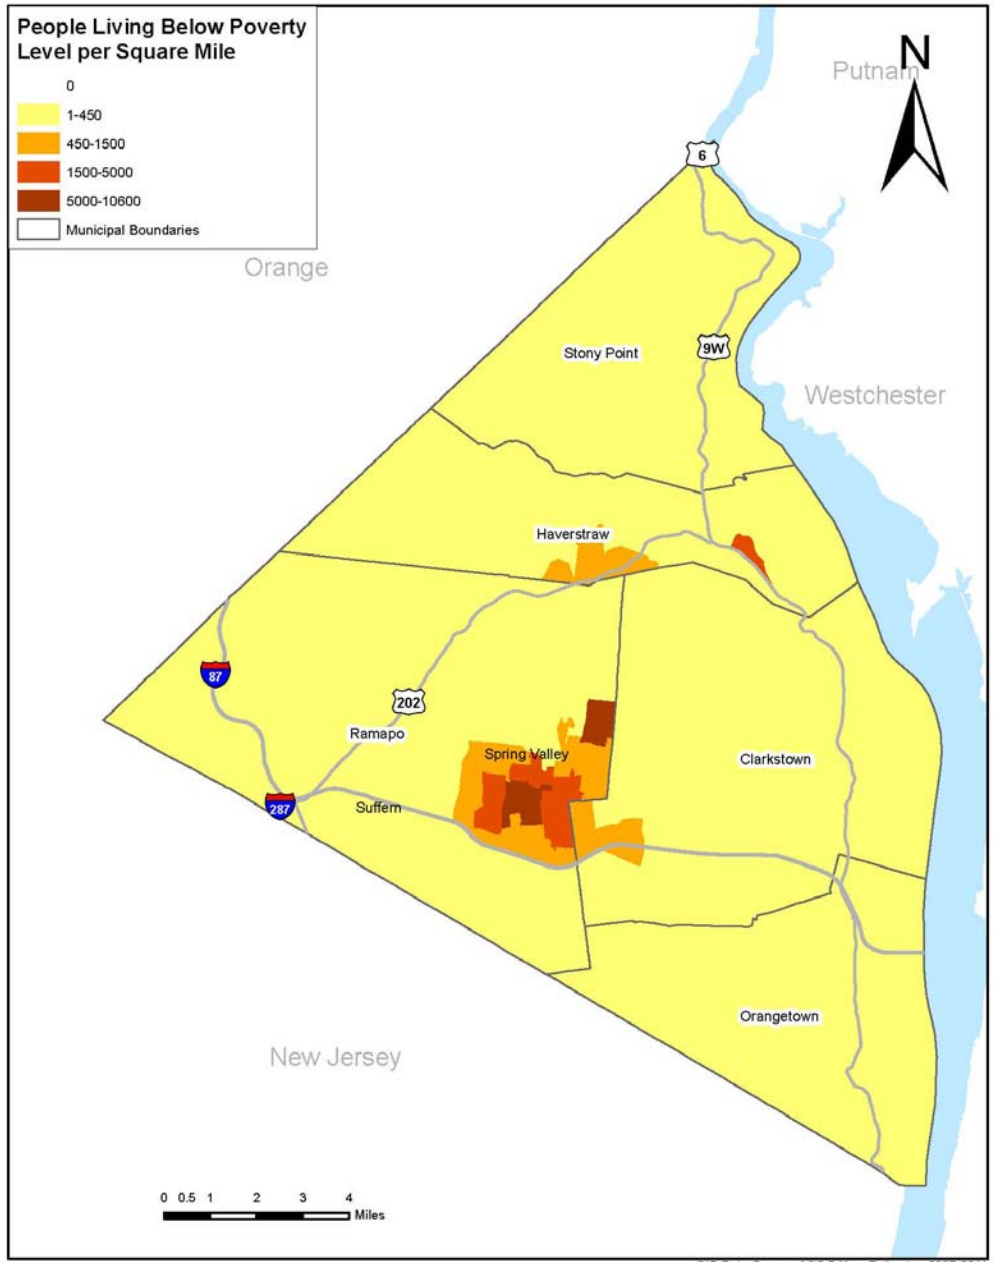 People Living Below Poverty
Level per Square Mile
0
1-450
450-1500
1500-5000
5000-10600
Municipal Boundaries
N
Putnam
6
Orange
Stony Point
9W
Westchester
Haverstraw
87
202
Ramapo
Spring Valley
Clarkstown
287
Suffern
Orangetown
New Jersey
0 0.5 1 2 3 4
Miles